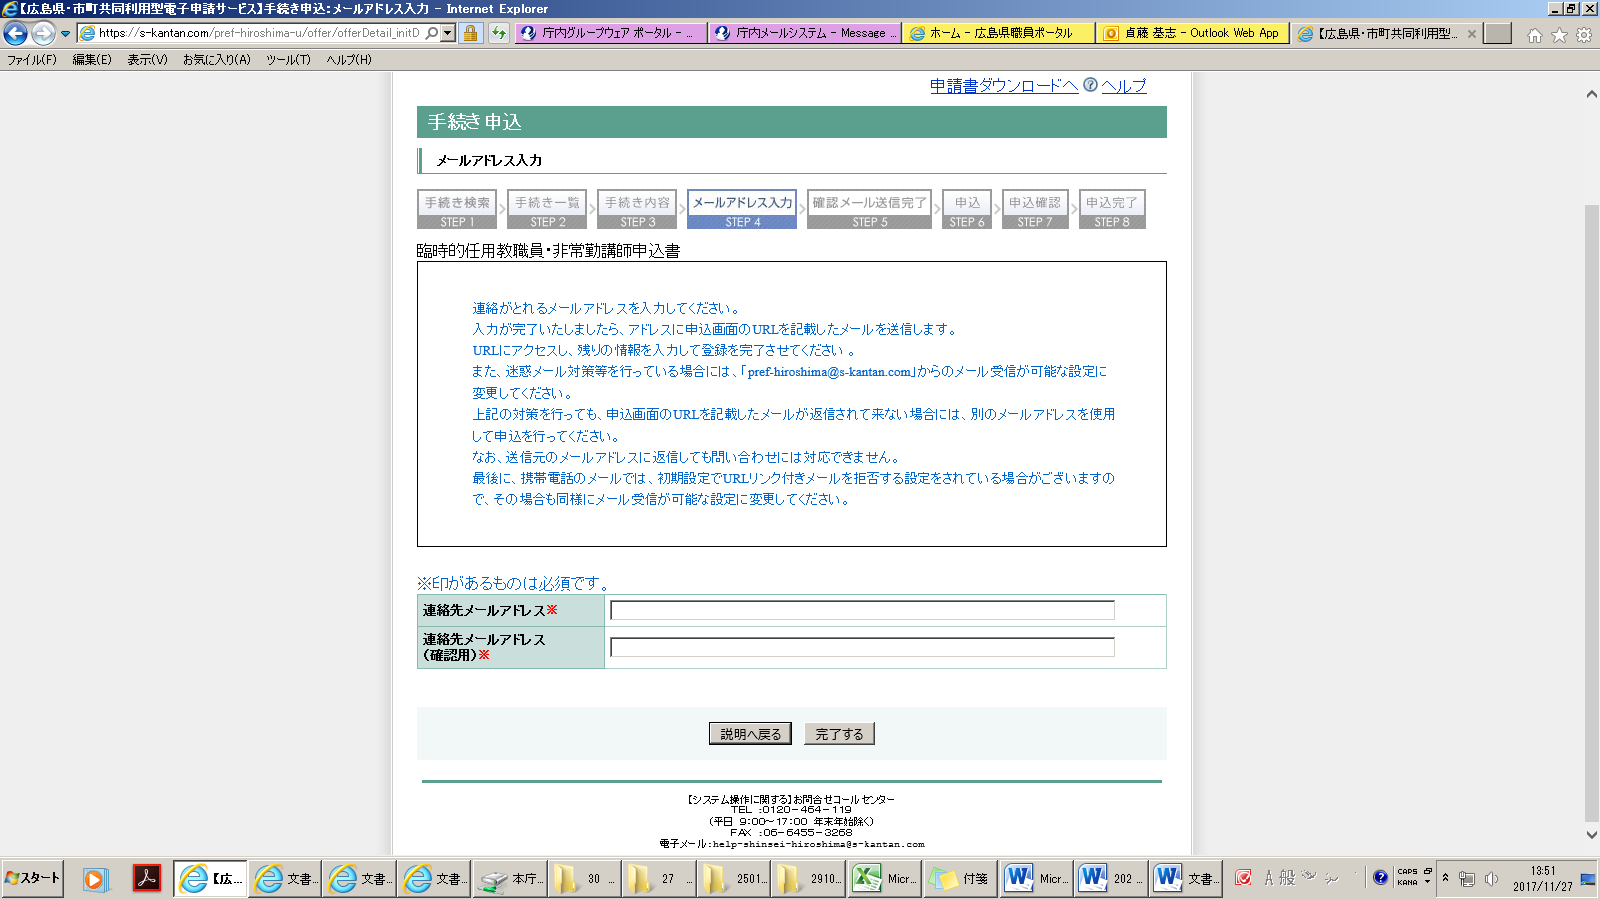 【広島県・市町共同利用型電子申請サービス】手続き申込:メールアドレス入力 - Internet Explorer
https://s-kantan.com/pref-hiroshima-u/offer/offerDetail_initD
庁内グループウェア ポータル - ...
庁内メールシステム - Message ...
ホーム - 広島県職員ポータル
貞藤 基志 - Outlook Web App
【広島県・市町共同利用型...
ファイル(F) 編集(E) 表示(V) お気に入り(A) ツール(T) ヘルプ(H)
申請書ダウンロードへ ? ヘルプ
手続き申込
メールアドレス入力
手続き検索 手続き一覧 手続き内容 メールアドレス入力 確認メール送信完了 申込 申込確認 申込完了
STEP 1 STEP 2 STEP 3 STEP 4 STEP 5 STEP 6 STEP 7 STEP 8
臨時的任用教職員・非常勤講師申込書
連絡がとれるメールアドレスを入力してください。
入力が完了いたしましたら、アドレスに申込画面のURLを記載したメールを送信します。
URLにアクセスし、残りの情報を入力して登録を完了させてください 。
また、迷惑メール対策等を行っている場合には、「pref-hiroshima@s-kantan.com」からのメール受信が可能な設定に
変更してください。
上記の対策を行っても、申込画面のURLを記載したメールが返信されて来ない場合には、別のメールアドレスを使用
して申込を行ってください。
なお、送信元のメールアドレスに返信しても問い合わせには対応できません。
最後に、携帯電話のメールでは、初期設定でURLリンク付きメールを拒否する設定をされている場合がございますの
で、その場合も同様にメール受信が可能な設定に変更してください。
※印があるものは必須です。
連絡先メールアドレス※
連絡先メールアドレス
（確認用）※
説明へ戻る 完了する
【システム操作に関する】お問合せコールセンター
TEL :0120-464-119
(平日 9:00～17:00 年末年始除く)
FAX :06-6455-3268
電子メール:help-shinsei-hiroshima@s-kantan.com
スタート 【広... 文書... 文書... 文書... 本庁... 30 ... 27 ... 2501... 2910... Micr... 付箋 Micr... 202 ... 文書... A 般 CAPS KANA
13:51
2017/11/27